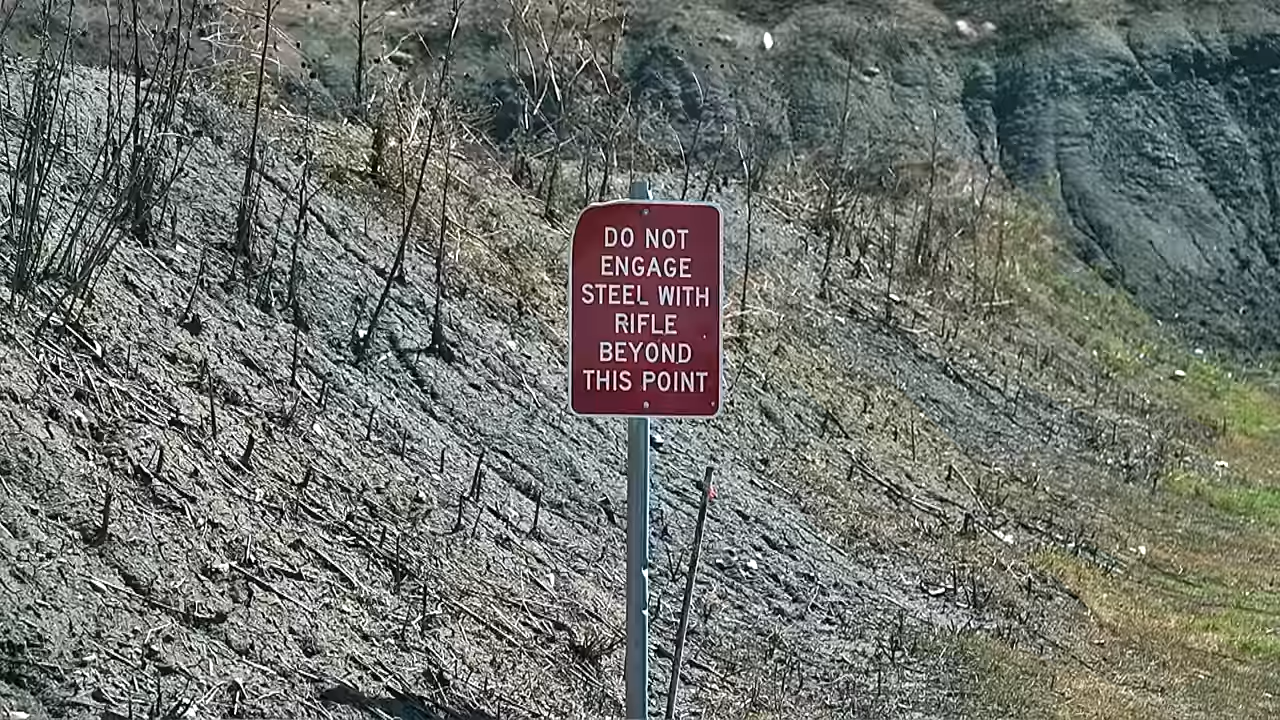 DO NOT
ENGAGE
STEEL WITH
RIFLE
BEYOND
THIS POINT